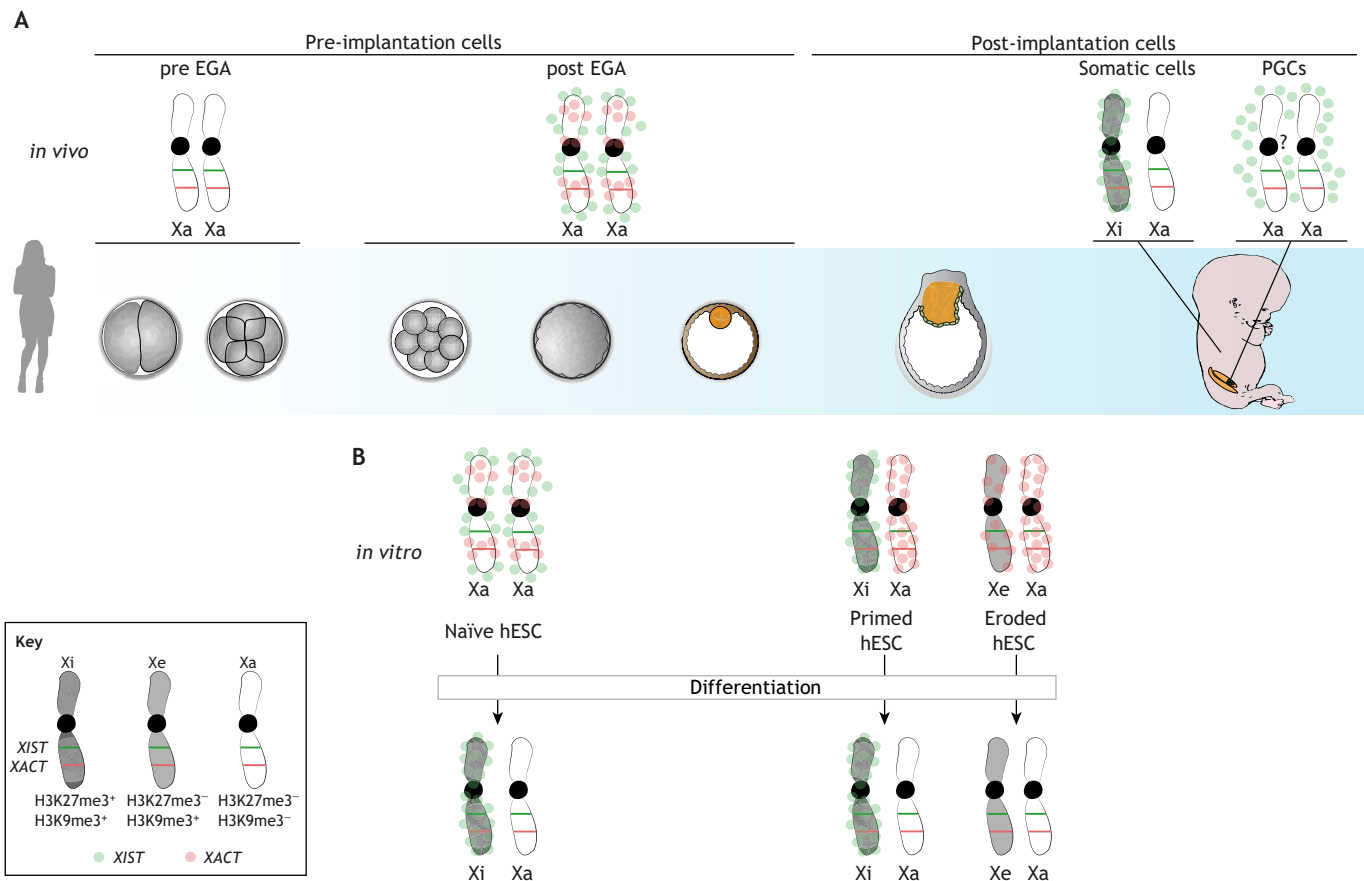 A
Pre-implantation cells
Post-implantation cells
pre EGA
post EGA
Somatic cells
PGCs
in vivo
?
Xa Xa
Xa Xa
Xi Xa
Xa Xa
B
in vitro
Xa Xa
Xi Xa
Xe Xa
Naïve hESC
Primed
hESC
Eroded
hESC
Differentiation
Xi Xa
Xi Xa
Xe Xa
Key
Xi Xe Xa
XIST
XACT
H3K27me3⁺ H3K27me3⁻ H3K27me3⁻
H3K9me3⁺ H3K9me3⁺ H3K9me3⁻
XIST XACT